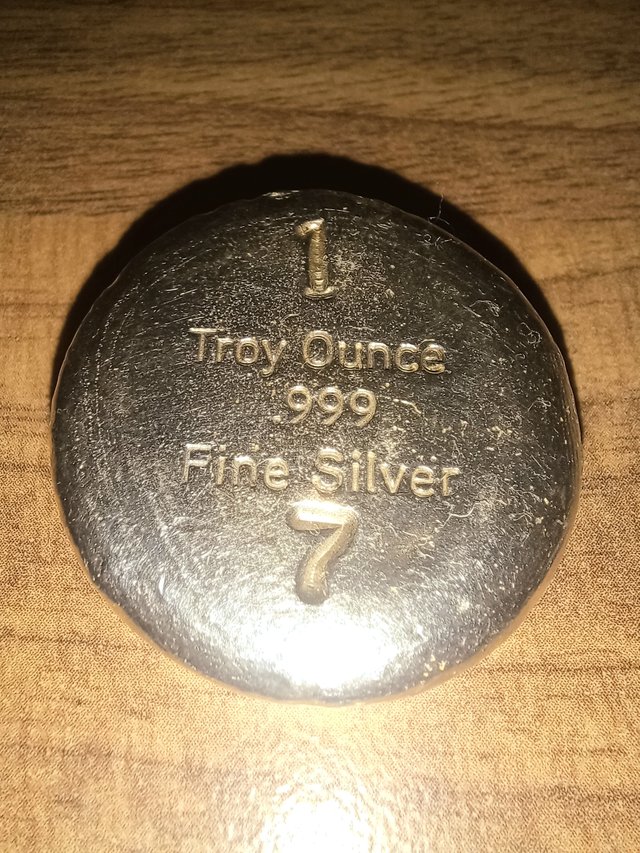 1
Troy Ounce
.999
Fine Silver
7